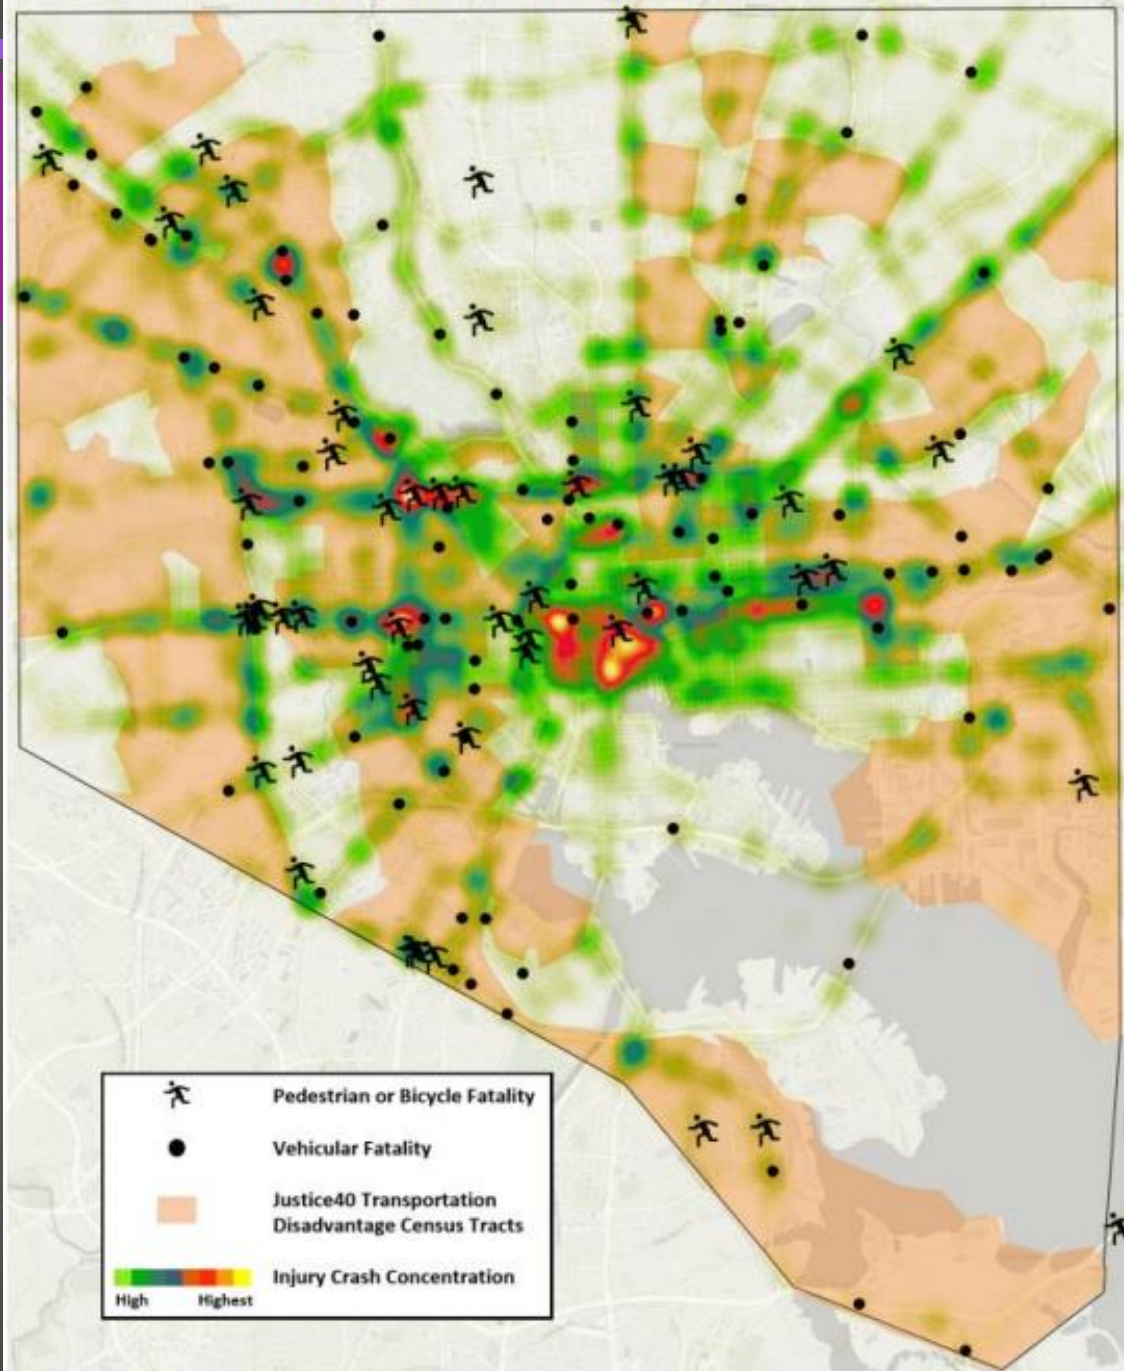 Pedestrian or Bicycle Fatality
Vehicular Fatality
Justice40 Transportation
Disadvantage Census Tracts
Injury Crash Concentration
High Highest